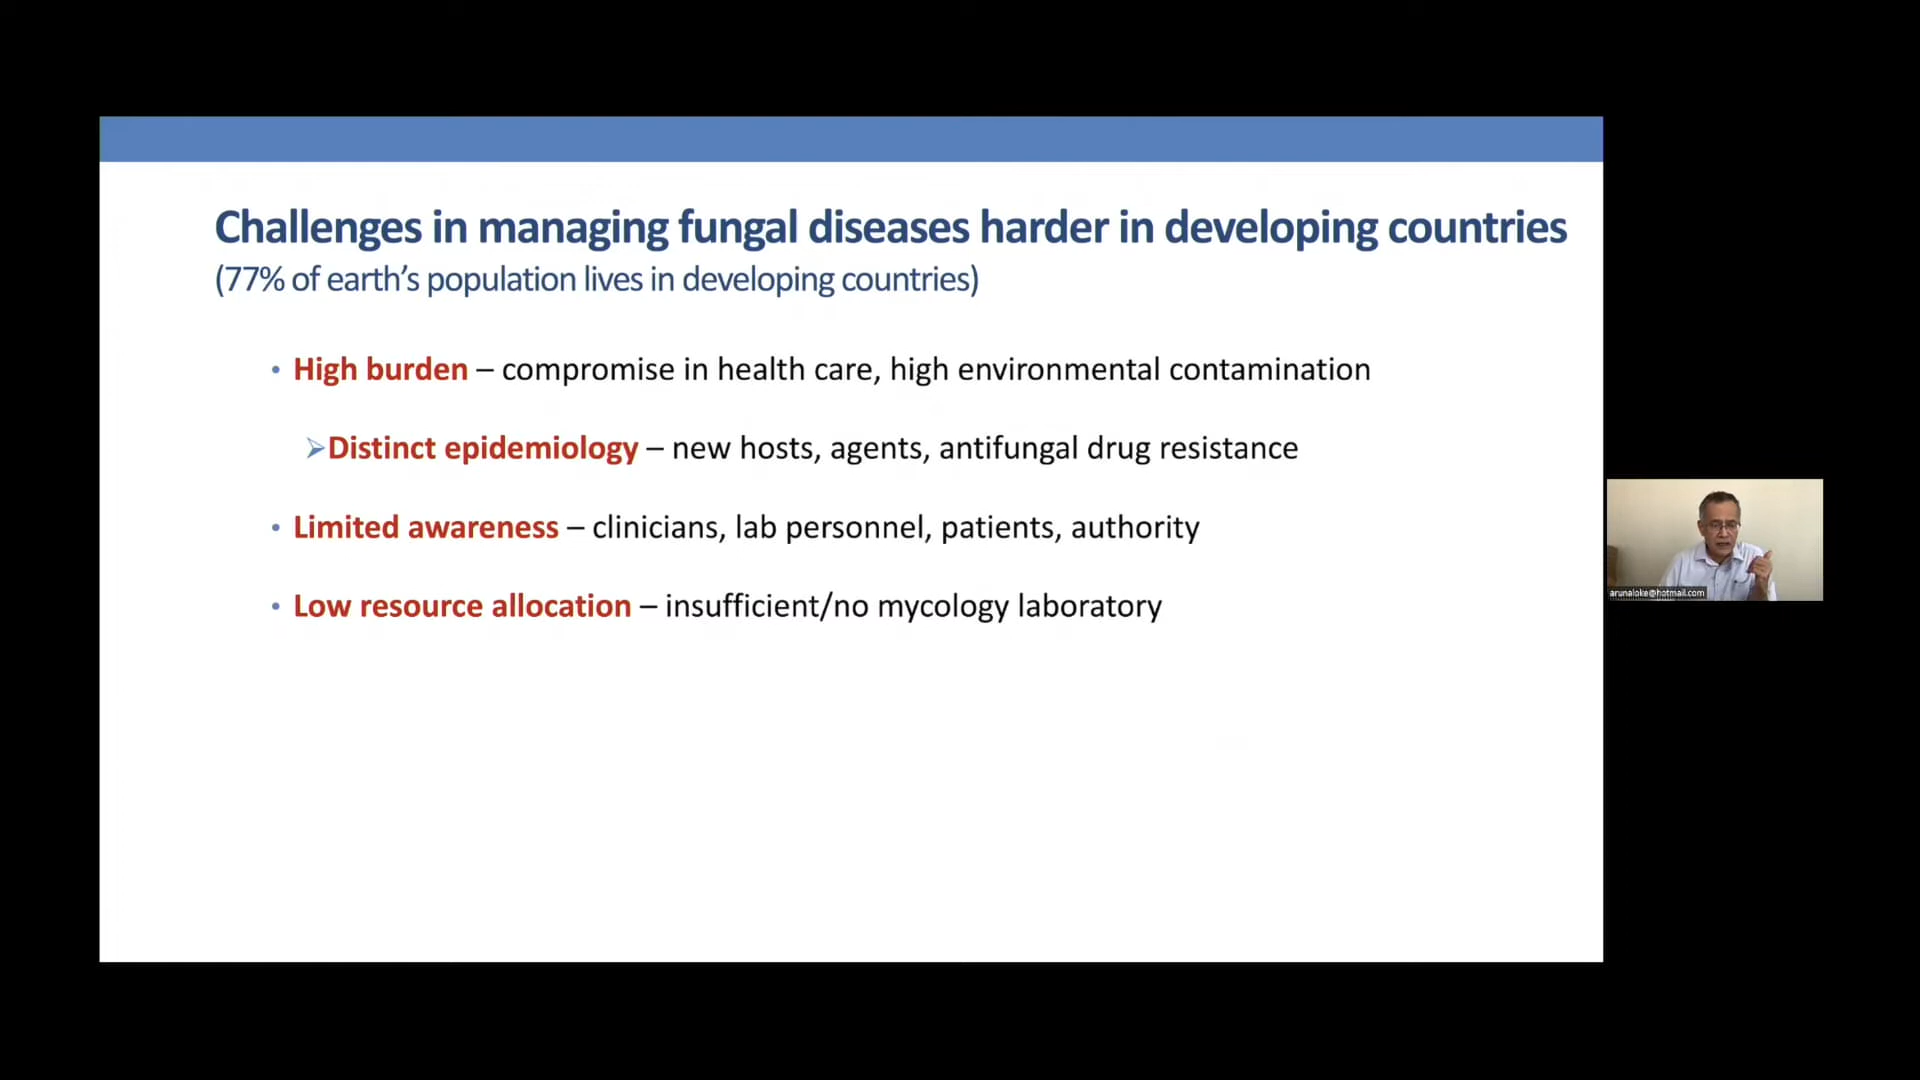 Challenges in managing fungal diseases harder in developing countries
(77% of earth’s population lives in developing countries)
• High burden – compromise in health care, high environmental contamination
➢Distinct epidemiology – new hosts, agents, antifungal drug resistance
• Limited awareness – clinicians, lab personnel, patients, authority
• Low resource allocation – insufficient/no mycology laboratory
arunaloke@hotmail.com